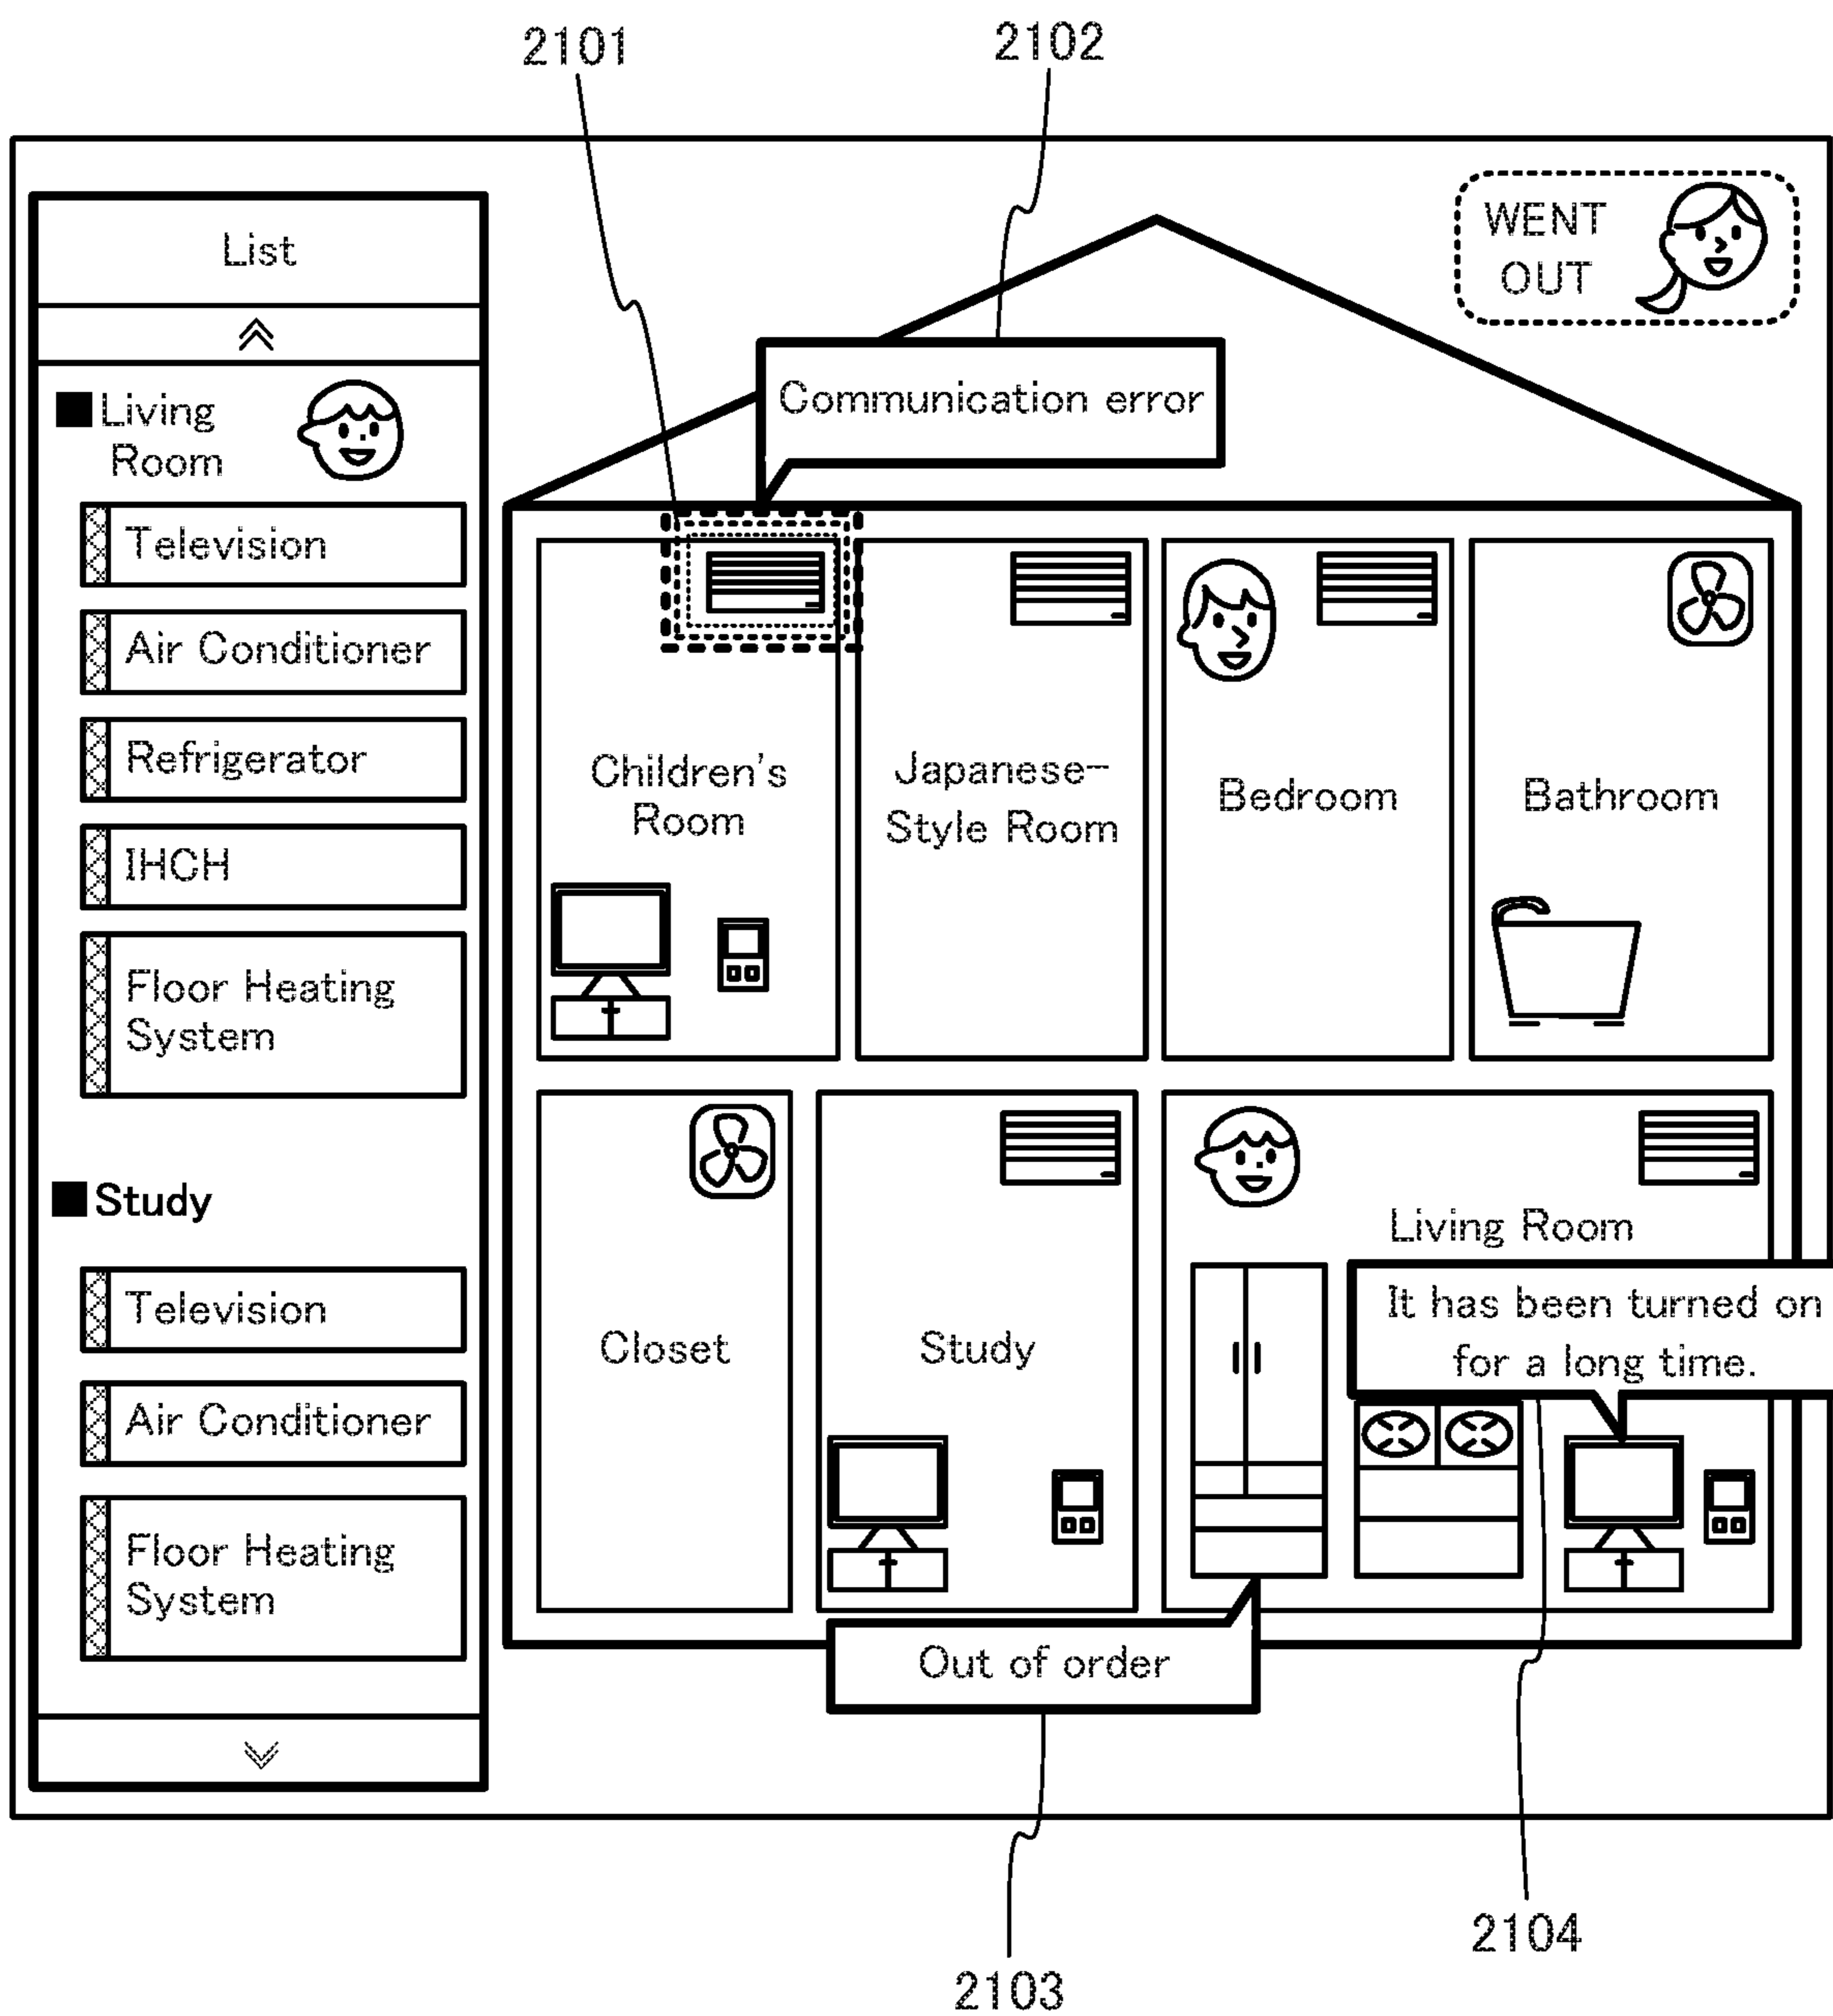 2101
2102
List
WENT
OUT
Communication error
Living
Room
Television
Air Conditioner
Refrigerator
IHCH
Floor Heating
System
Study
Television
Air Conditioner
Floor Heating
System
Children's
Room
Japanese-
Style Room
Bedroom
Bathroom
Closet
Study
Living Room
It has been turned on
for a long time.
Out of order
2104
2103